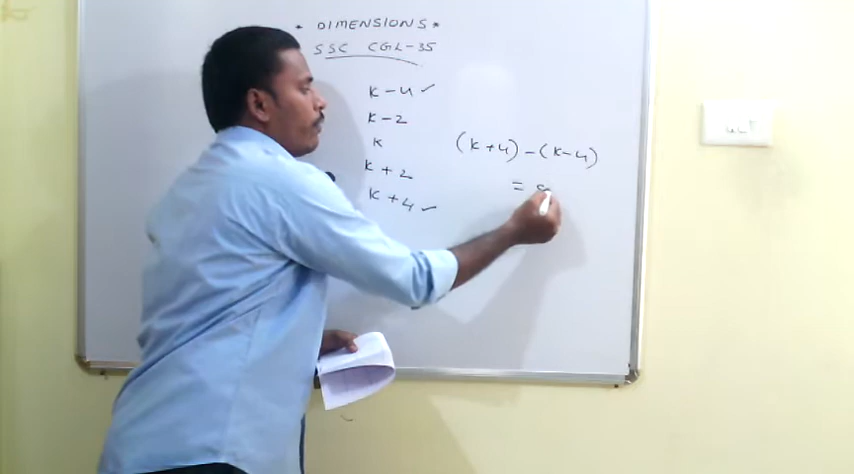 * DIMENSIONS *
SSC CGL-35
K-4 ✓
K-2
K
K+2
K+4 ✓
(K+4)-(K-4)
= 8